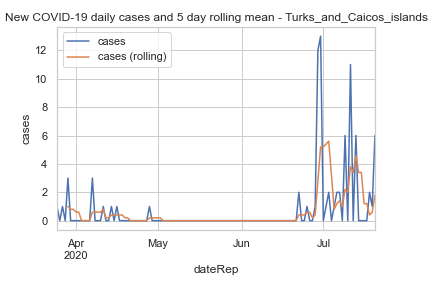 New COVID-19 daily cases and 5 day rolling mean - Turks_and_Caicos_islands
cases
cases (rolling)
12
10
8
6
4
2
0
cases
Apr
2020
May
Jun
Jul
dateRep